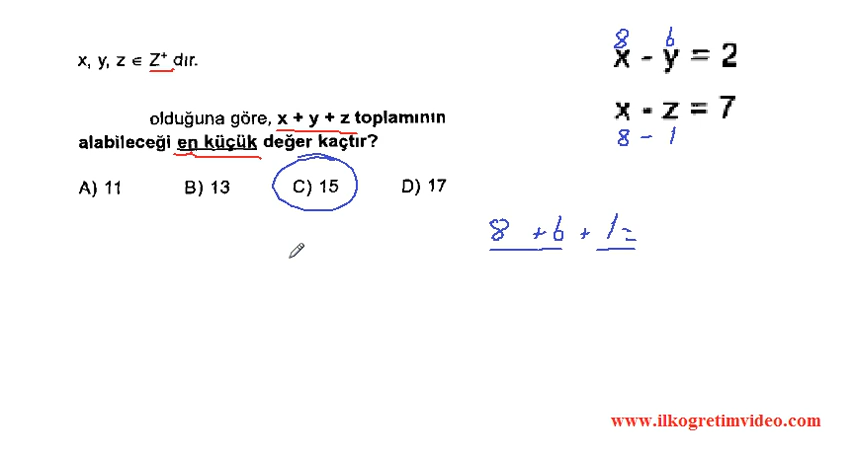 x, y, z ∈ Z⁺ dır.
8 6
x - y = 2
x - z = 7
8 - 1
olduğuna göre, x + y + z toplamının
alabileceği en küçük değer kaçtır?
A) 11 B) 13 C) 15 D) 17
8 + 6 + 1 =
www.ilkogretimvideo.com